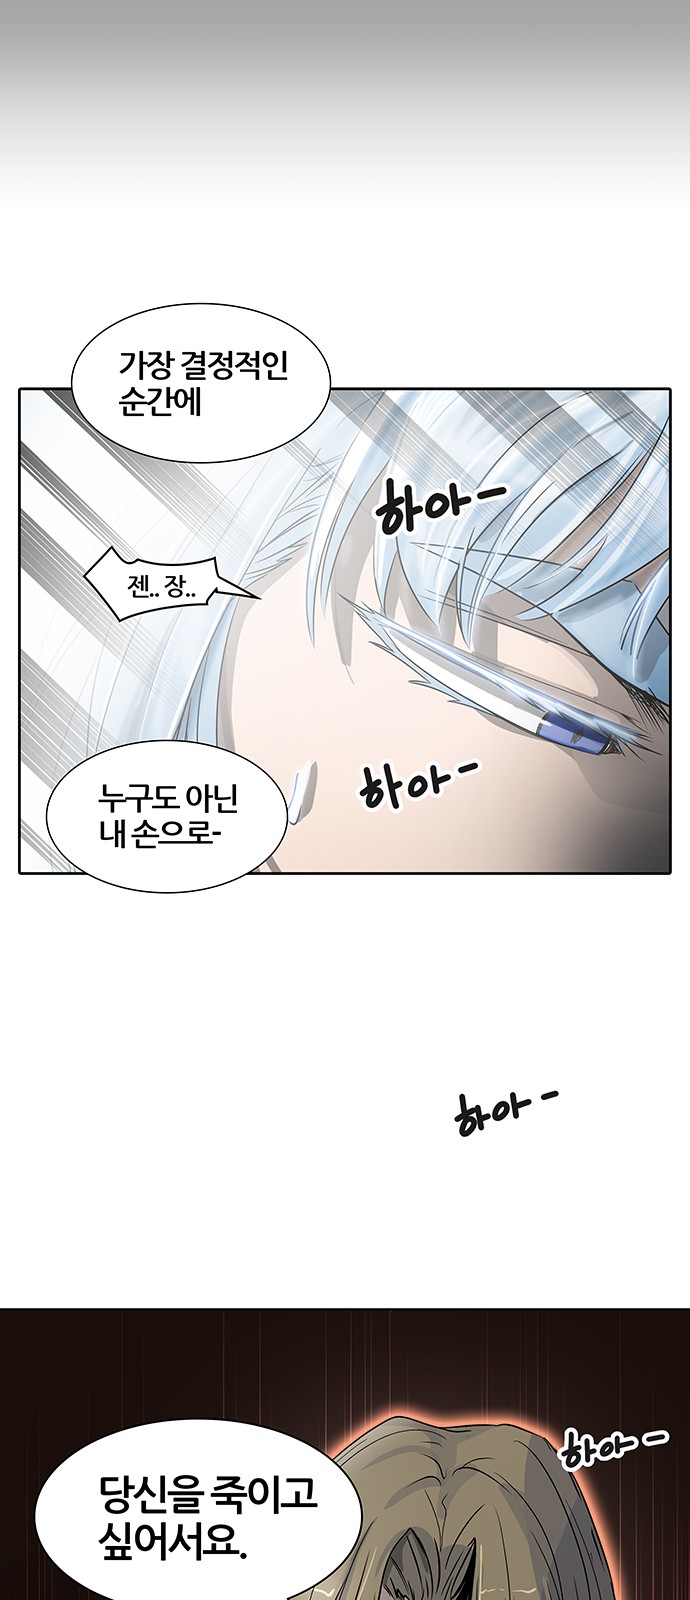 가장 결정적인
순간에
하아-
젠.. 장..
하아-
누구도 아닌
내 손으로-
하아-
하아-
당신을 죽이고
싶어서요.